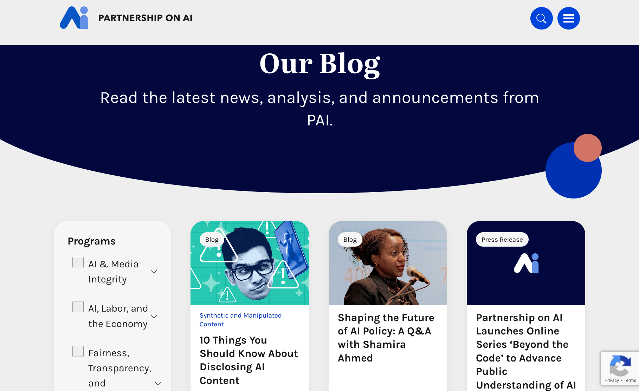 PARTNERSHIP ON AI
Our Blog
Read the latest news, analysis, and announcements from
PAI.
Programs
AI & Media
Integrity
AI, Labor, and
the Economy
Fairness,
Transparency,
and
Blog
Synthetic and Manipulated
Content
10 Things You
Should Know About
Disclosing AI
Content
Blog
Shaping the Future
of AI Policy: A Q&A
with Shamira
Ahmed
Press Release
Partnership on AI
Launches Online
Series ‘Beyond the
Code’ to Advance
Public
Understanding of AI
Privacy - Terms